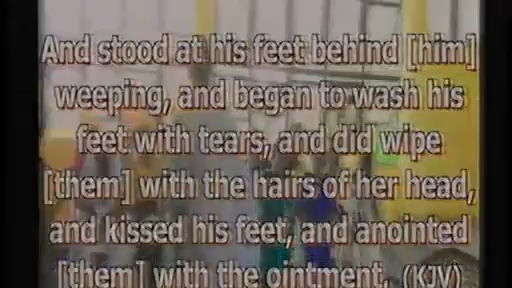 And stood at his feet behind [him]
weeping, and began to wash his
feet with tears, and did wipe
[them] with the hairs of her head,
and kissed his feet, and anointed
[them] with the ointment. (KJV)